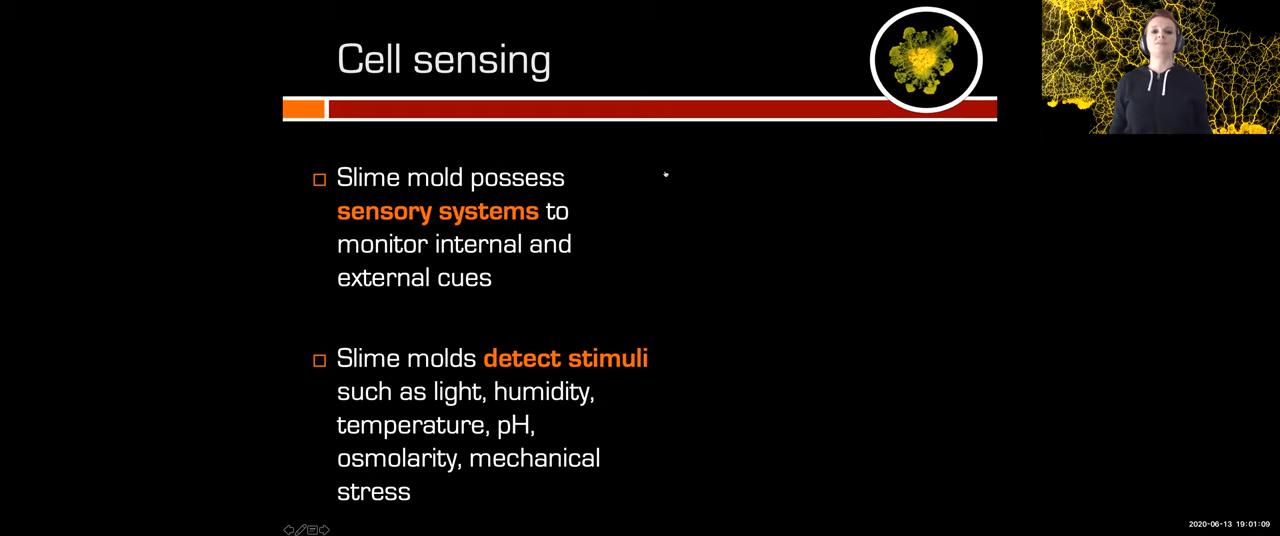 Cell sensing
Slime mold possess
sensory systems to
monitor internal and
external cues
Slime molds detect stimuli
such as light, humidity,
temperature, pH,
osmolarity, mechanical
stress
2020-06-13 19:01:09